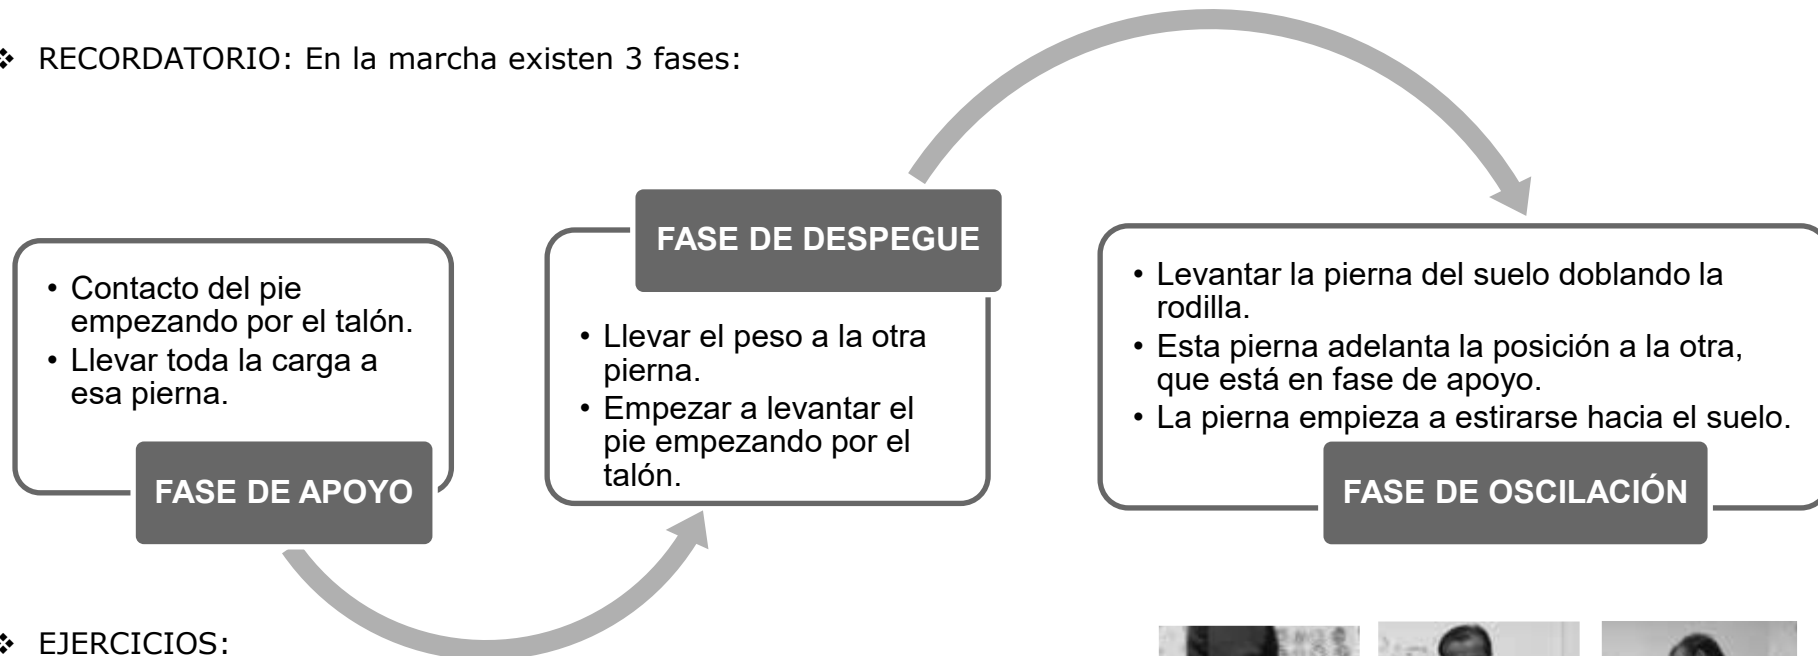 ❖ RECORDATORIO: En la marcha existen 3 fases:
• Contacto del pie
empezando por el talón.
• Llevar toda la carga a
esa pierna.
FASE DE APOYO
FASE DE DESPEGUE
• Llevar el peso a la otra
pierna.
• Empezar a levantar el
pie empezando por el
talón.
• Levantar la pierna del suelo doblando la
rodilla.
• Esta pierna adelanta la posición a la otra,
que está en fase de apoyo.
• La pierna empieza a estirarse hacia el suelo.
FASE DE OSCILACIÓN
❖ EJERCICIOS: